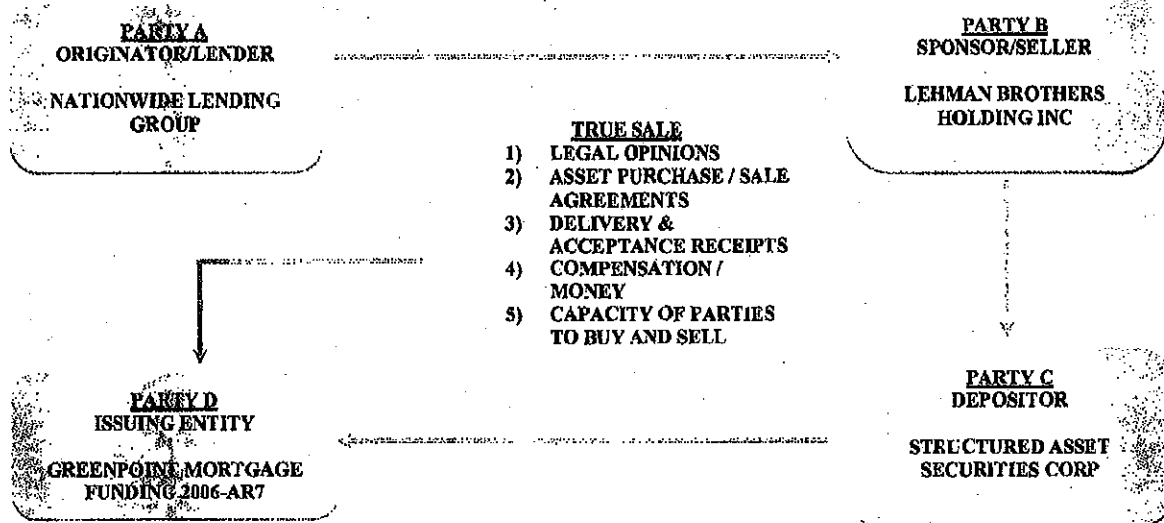 PARTY A
ORIGINATOR/LENDER
NATIONWIDE LENDING
GROUP
PARTY B
SPONSOR/SELLER
LEHMAN BROTHERS
HOLDING INC
TRUE SALE
1) LEGAL OPINIONS
2) ASSET PURCHASE / SALE
AGREEMENTS
3) DELIVERY &
ACCEPTANCE RECEIPTS
4) COMPENSATION /
MONEY
5) CAPACITY OF PARTIES
TO BUY AND SELL
PARTY D
ISSUING ENTITY
GREENPOINT MORTGAGE
FUNDING 2006-AR7
PARTY C
DEPOSITOR
STRUCTURED ASSET
SECURITIES CORP